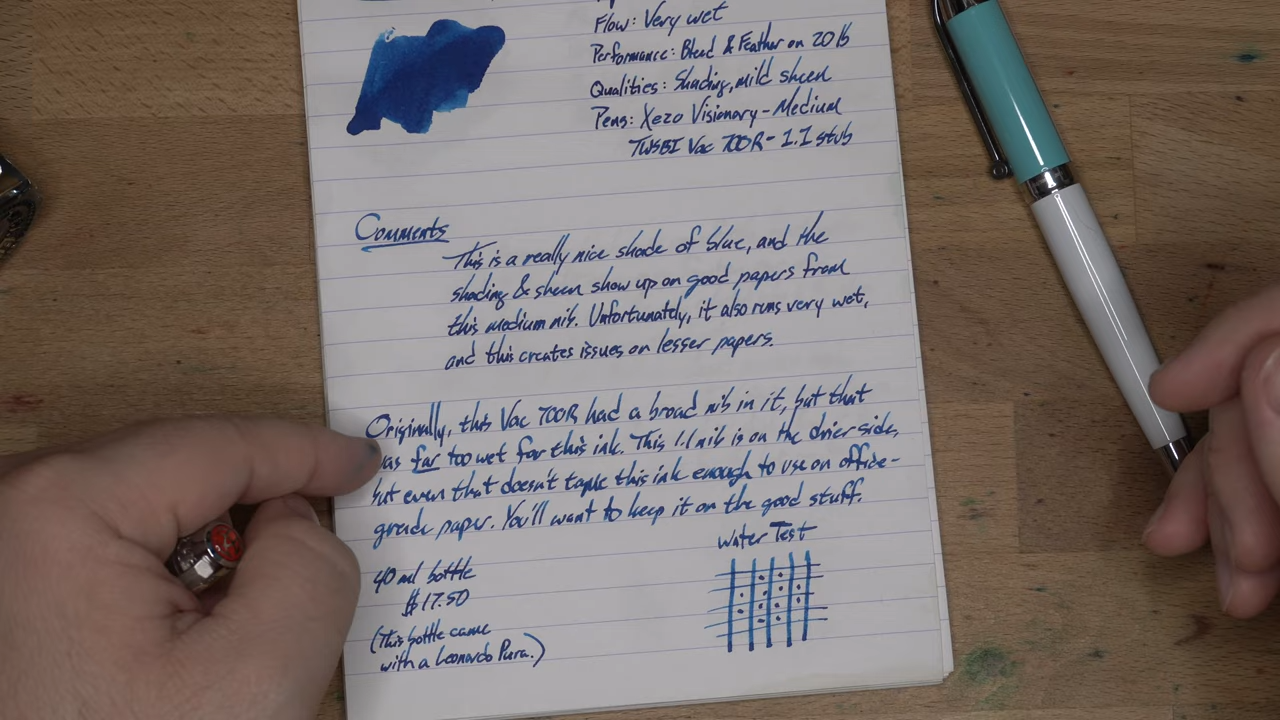 Flow: Very wet
Performance: Bleed & Feather on 20 lb
Qualities: Shading, mild sheen
Pens: Xezo Visionary - Medium
TWSBI Vac 700R - 1.1 stub
Comments
This is a really nice shade of blue, and the
shading & sheen show up on good papers from
this medium nib. Unfortunately, it also runs very wet,
and this creates issues on lesser papers.
Originally, this Vac 700R had a broad nib in it, but that
was far too wet for this ink. This 1.1 nib is on the drier side,
but even that doesn't tame this ink enough to use on office-
grade paper. You'll want to keep it on the good stuff.
Water Test
40 ml bottle
$17.50
(This bottle came
with a Leonardo Pura.)